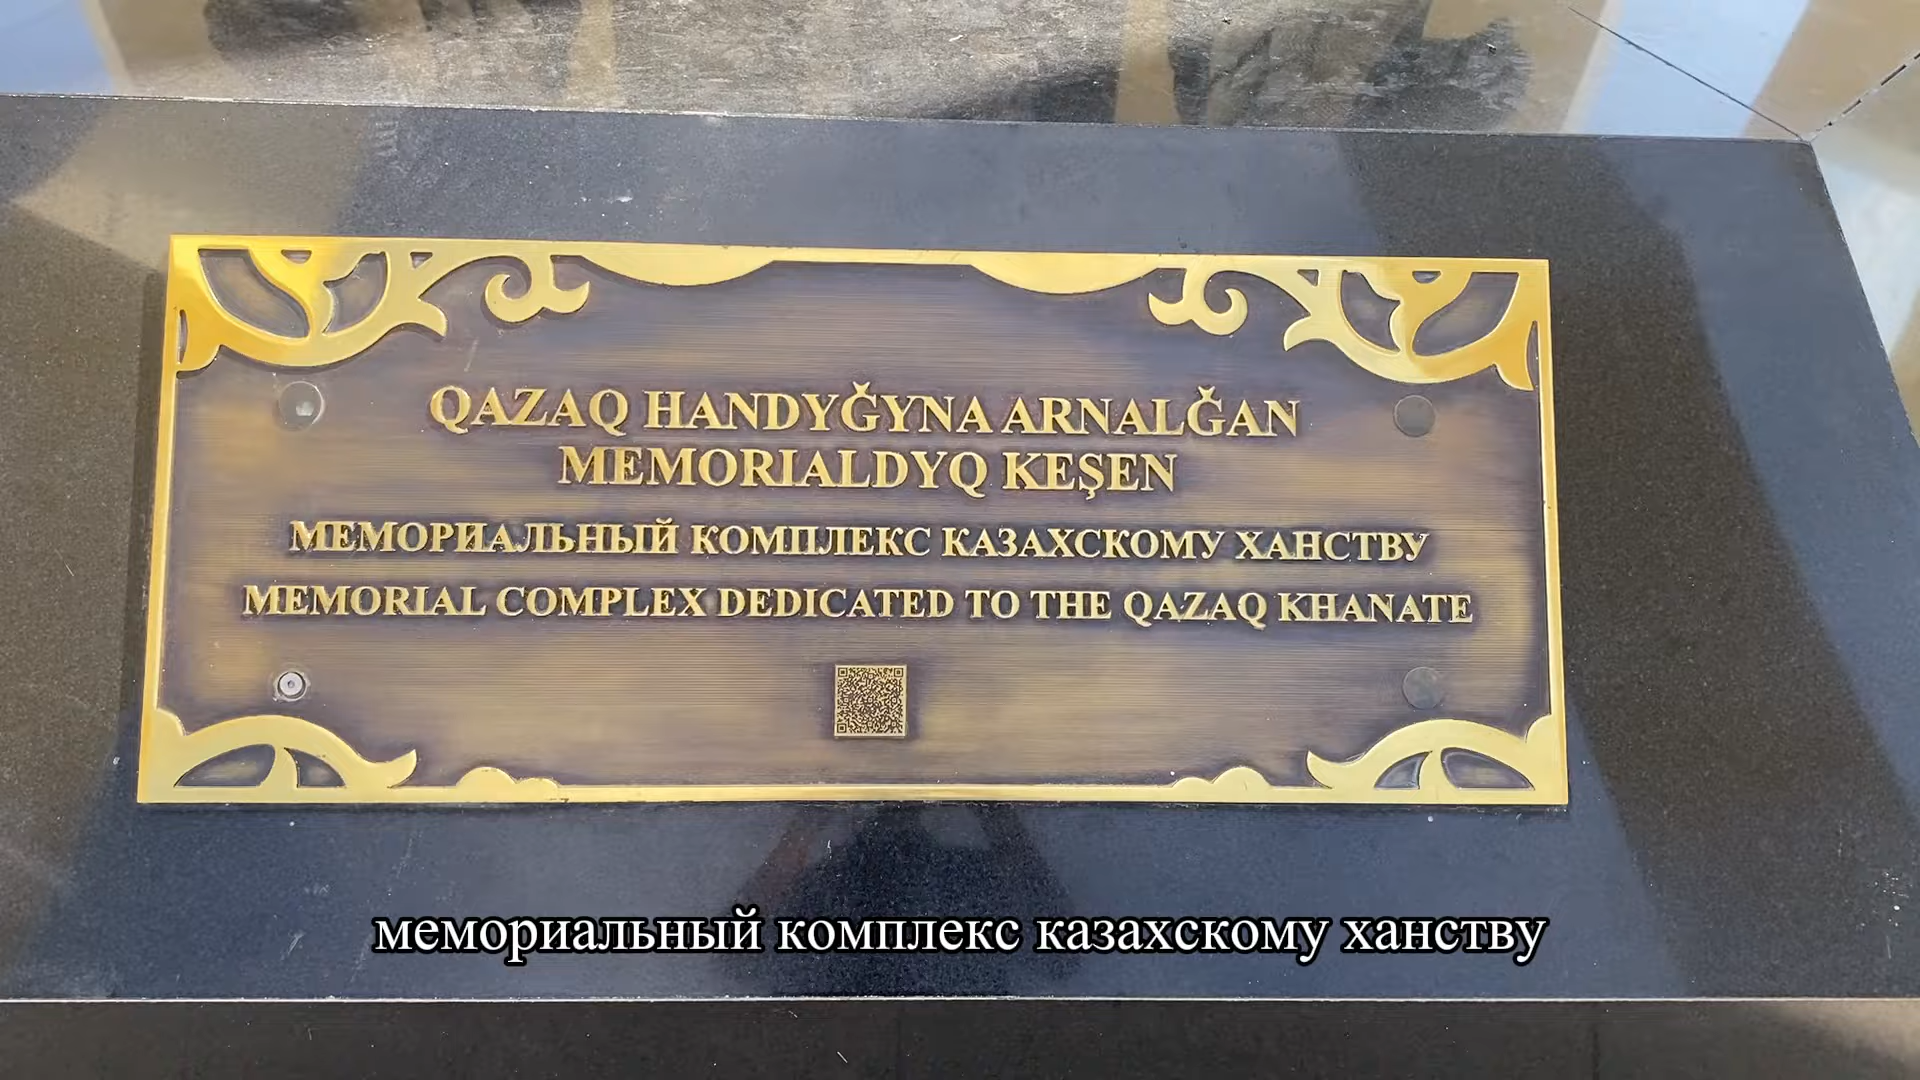 QAZAQ HANDYĞYNA ARNALĞAN
MEMORIALDYQ KEŞEN
МЕМОРИАЛЬНЫЙ КОМПЛЕКС КАЗАХСКОМУ ХАНСТВУ
MEMORIAL COMPLEX DEDICATED TO THE QAZAQ KHANATE
мемориальный комплекс казахскому ханству